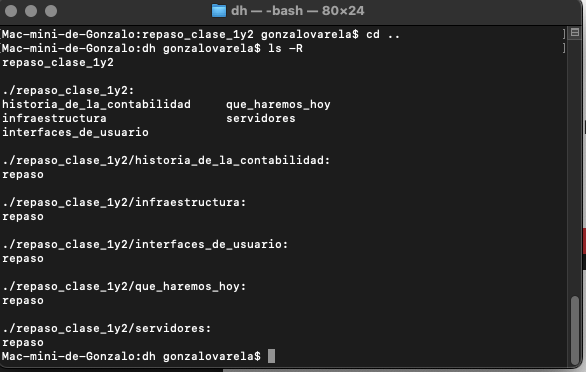 dh — -bash — 80×24
[Mac-mini-de-Gonzalo:repaso_clase_1y2 gonzalovarela$ cd ..]
[Mac-mini-de-Gonzalo:dh gonzalovarela$ ls -R]
repaso_clase_1y2
./repaso_clase_1y2:
historia_de_la_contabilidad que_haremos_hoy
infraestructura servidores
interfaces_de_usuario
./repaso_clase_1y2/historia_de_la_contabilidad:
repaso
./repaso_clase_1y2/infraestructura:
repaso
./repaso_clase_1y2/interfaces_de_usuario:
repaso
./repaso_clase_1y2/que_haremos_hoy:
repaso
./repaso_clase_1y2/servidores:
repaso
Mac-mini-de-Gonzalo:dh gonzalovarela$